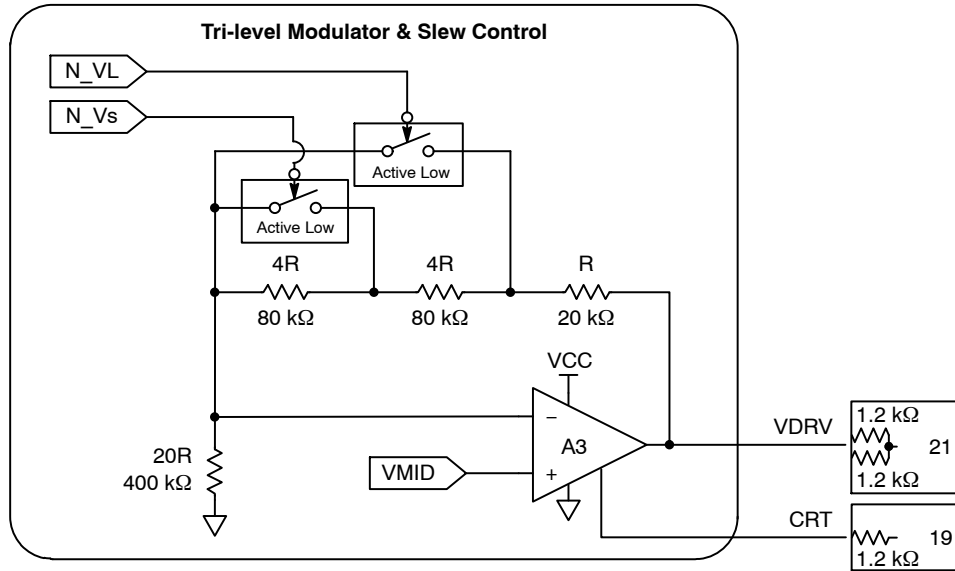 Tri-level Modulator & Slew Control
N_VL
N_Vs
Active Low
Active Low
4R
4R
R
80 kΩ
80 kΩ
20 kΩ
VCC
−
A3
+
VMID
20R
400 kΩ
VDRV
1.2 kΩ
21
1.2 kΩ
CRT
19
1.2 kΩ